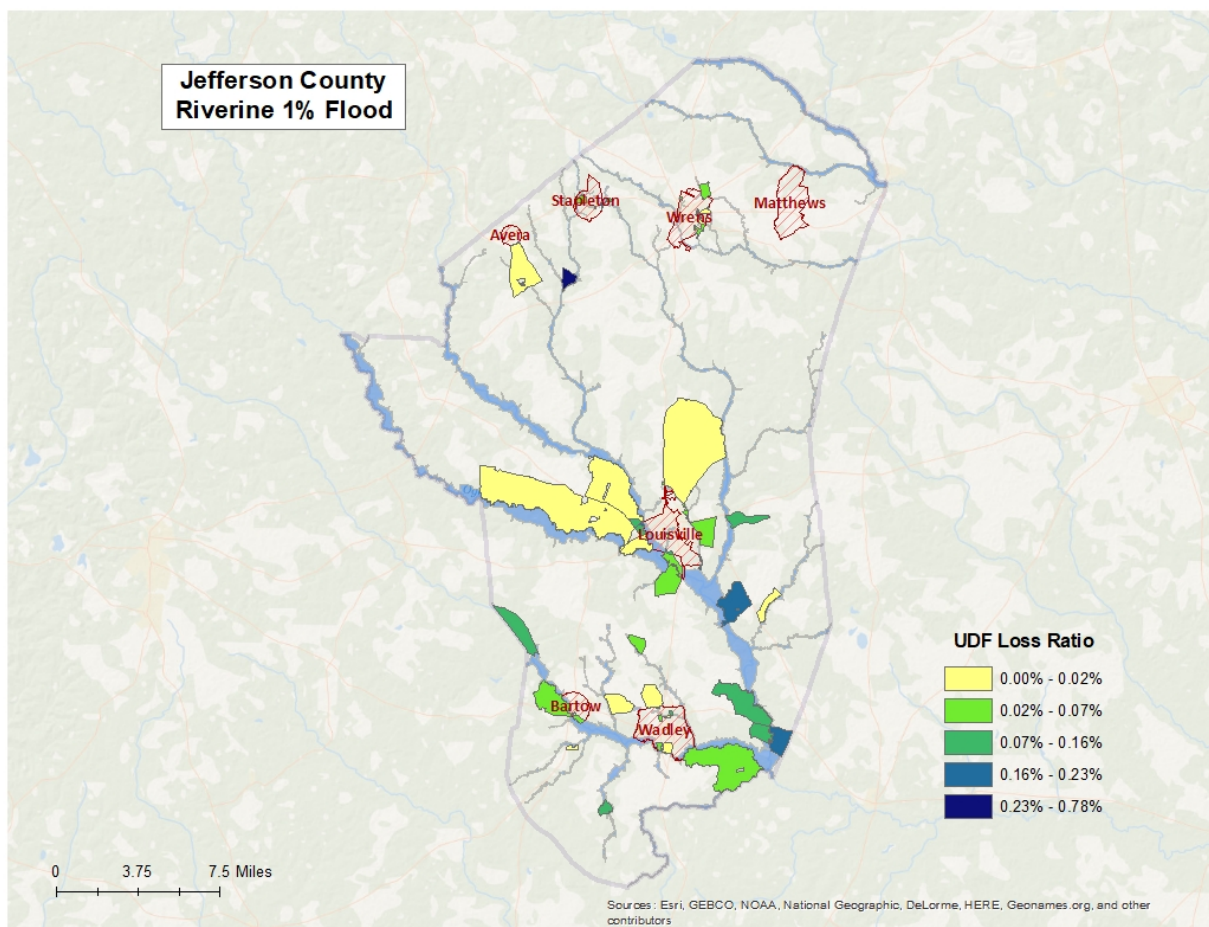 Jefferson County
Riverine 1% Flood
Stapleton
Matthews
Wrens
Avera
Louisville
Bartow
Wadley
UDF Loss Ratio
0.00% - 0.02%
0.02% - 0.07%
0.07% - 0.16%
0.16% - 0.23%
0.23% - 0.78%
0 3.75 7.5 Miles
Sources: Esri, GEBCO, NOAA, National Geographic, DeLorme, HERE, Geonames.org, and other
contributors